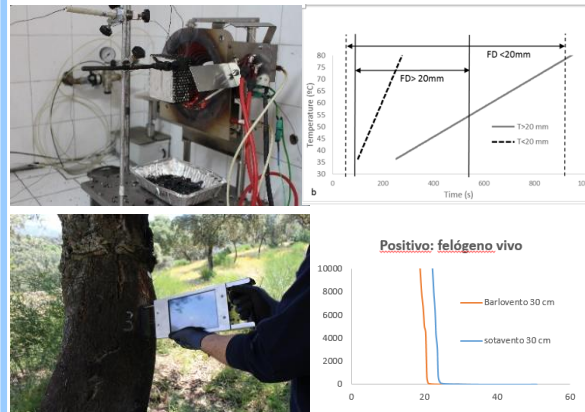 80
75
70
65
60
55
50
45
40
35
30
Temperature (ºC)
FD <20mm
FD> 20mm
T>20 mm
T<20 mm
b
0
200
400
600
800
Time (s)
3
Positivo: felógeno vivo
10000
8000
6000
4000
2000
0
Barlovento 30 cm
sotavento 30 cm
0
20
40
60